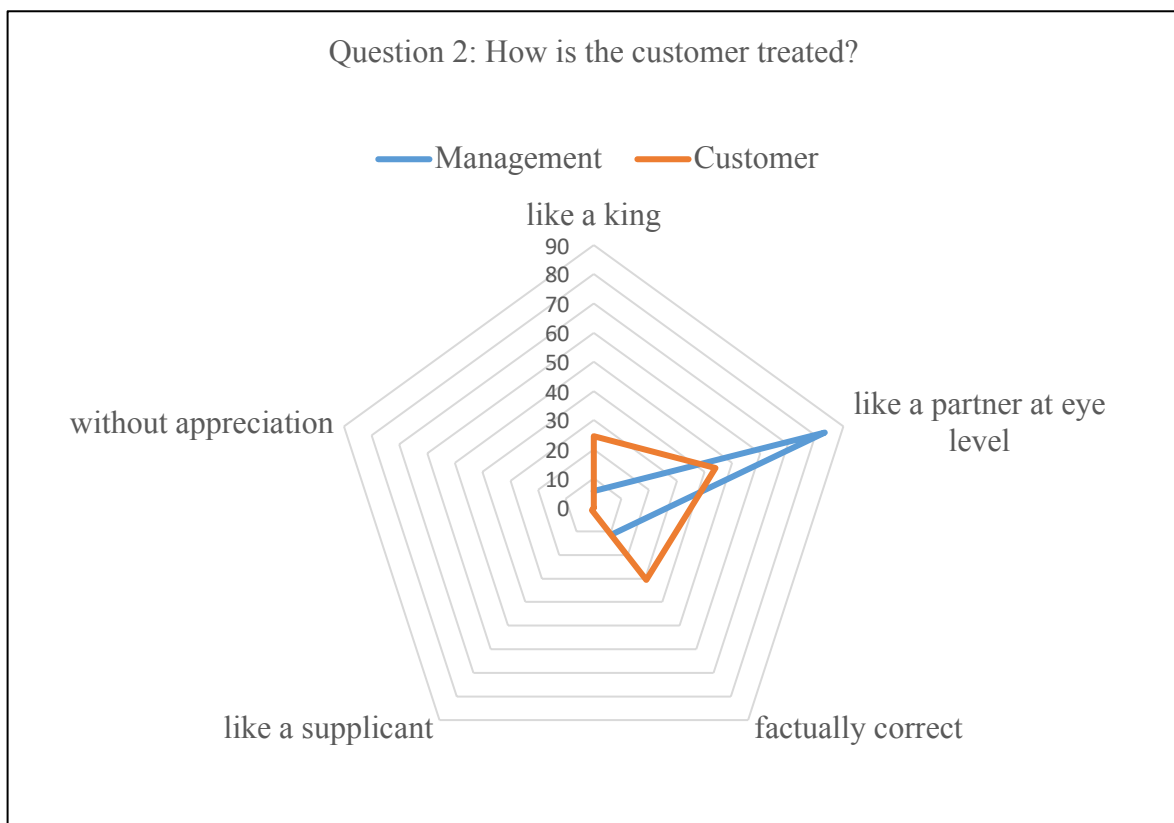 Question 2: How is the customer treated?
Management Customer
like a king
90
80
70
60
50
40
30
20
10
0
like a partner at eye
level
without appreciation
like a supplicant
factually correct